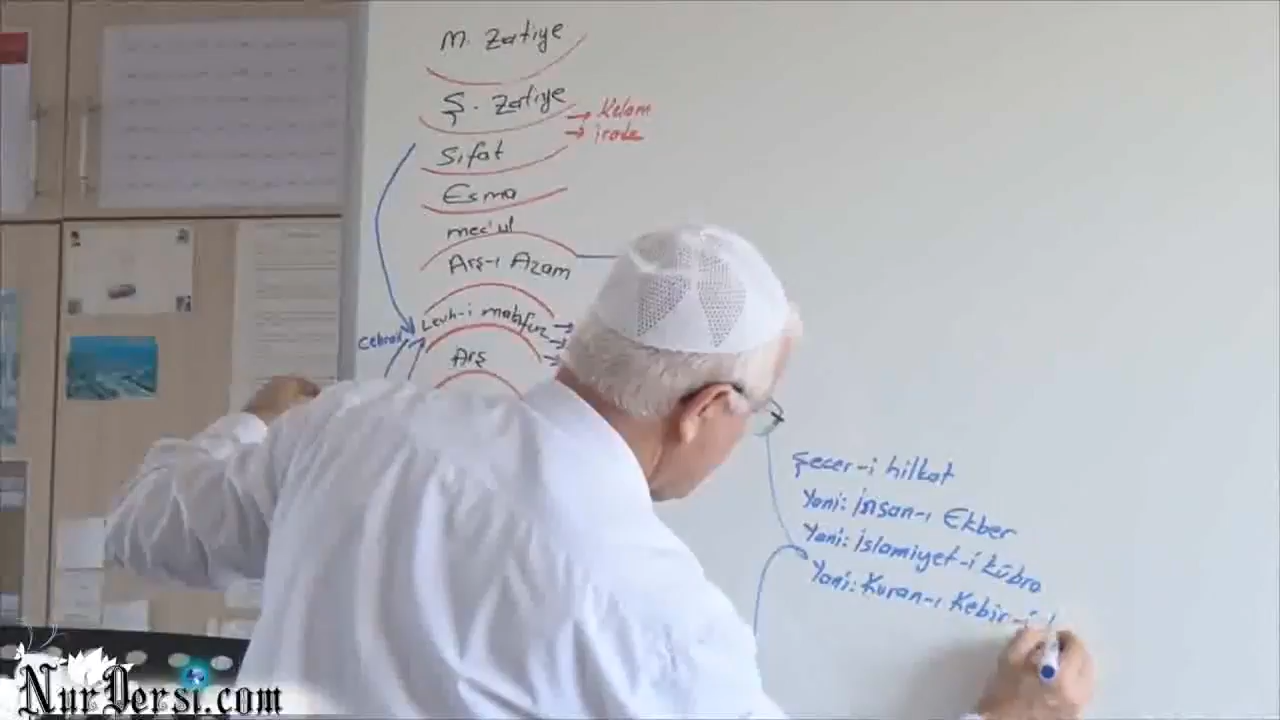 M. Zatiye
Ş. Zatiye
→ Kelam
→ irade
Sıfat
Esma
mec'ul
Arş-ı Azam
Levh-i mahfuz
Cebrail
Arş
Şecer-i hilkat
Yani: İnsan-ı Ekber
Yani: İslamiyet-i kübra
Yani: Kuran-ı Kebir-i
NurDersi.com